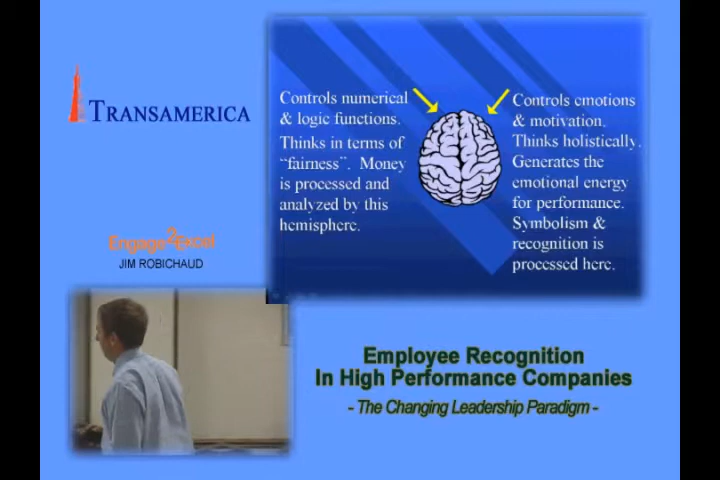 TRANSAMERICA
Engage2Excel
JIM ROBICHAUD
Controls numerical
& logic functions.
Thinks in terms of
“fairness”. Money
is processed and
analyzed by this
hemisphere.
Controls emotions
& motivation.
Thinks holistically.
Generates the
emotional energy
for performance.
Symbolism &
recognition is
processed here.
Employee Recognition
In High Performance Companies
- The Changing Leadership Paradigm -